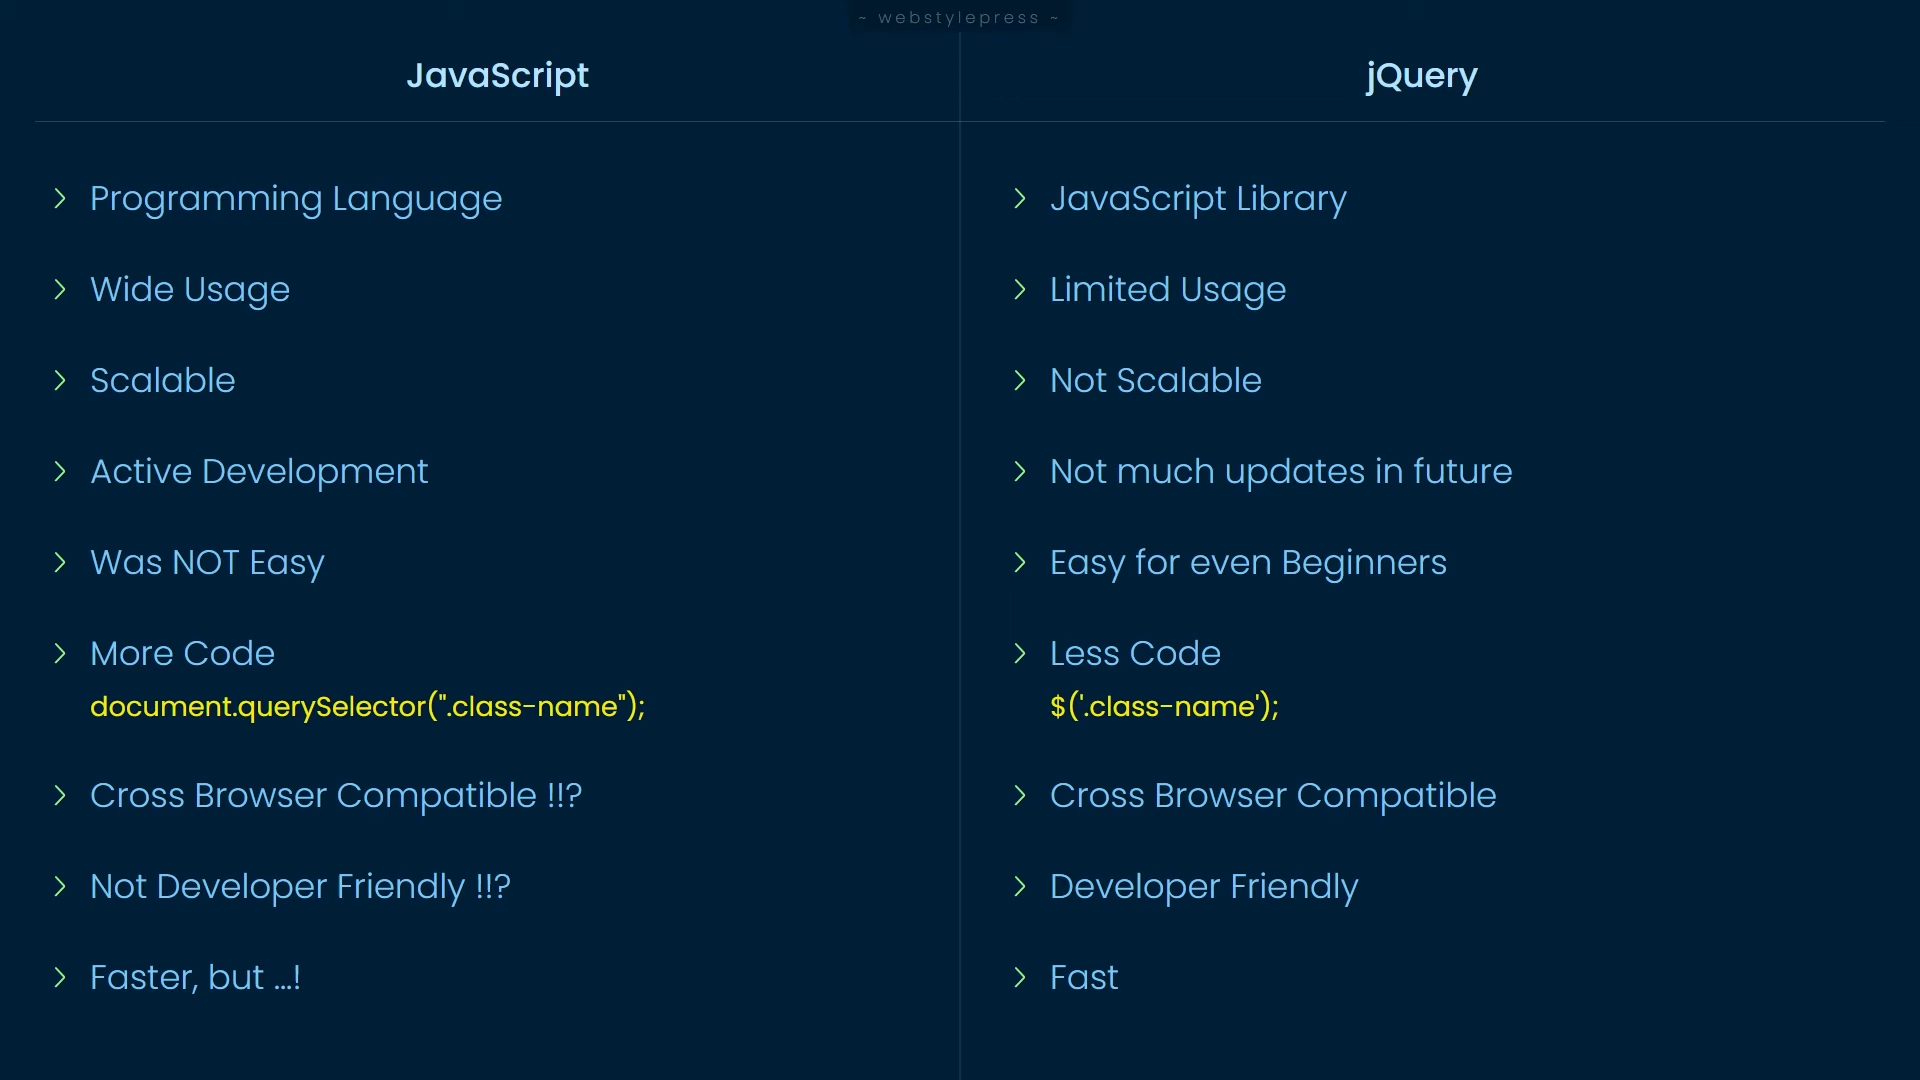 ~ webstylepress ~
JavaScript
Programming Language
Wide Usage
Scalable
Active Development
Was NOT Easy
More Code
document.querySelector(".class-name");
Cross Browser Compatible !!?
Not Developer Friendly !!?
Faster, but ...!
jQuery
JavaScript Library
Limited Usage
Not Scalable
Not much updates in future
Easy for even Beginners
Less Code
$('.class-name');
Cross Browser Compatible
Developer Friendly
Fast